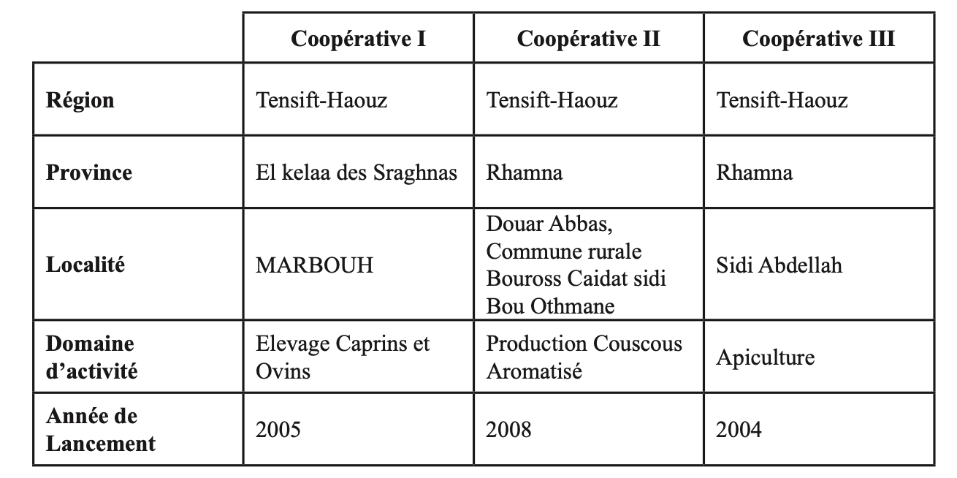 Coopérative I Coopérative II Coopérative III
Région Tensift-Haouz Tensift-Haouz Tensift-Haouz
Province El kelaa des Sraghnas Rhamna Rhamna
Localité MARBOUH
Douar Abbas,
Commune rurale
Bouross Caidat sidi
Bou Othmane
Sidi Abdellah
Domaine
d’activité
Elevage Caprins et
Ovins
Production Couscous
Aromatisé
Apiculture
Année de
Lancement
2005 2008 2004